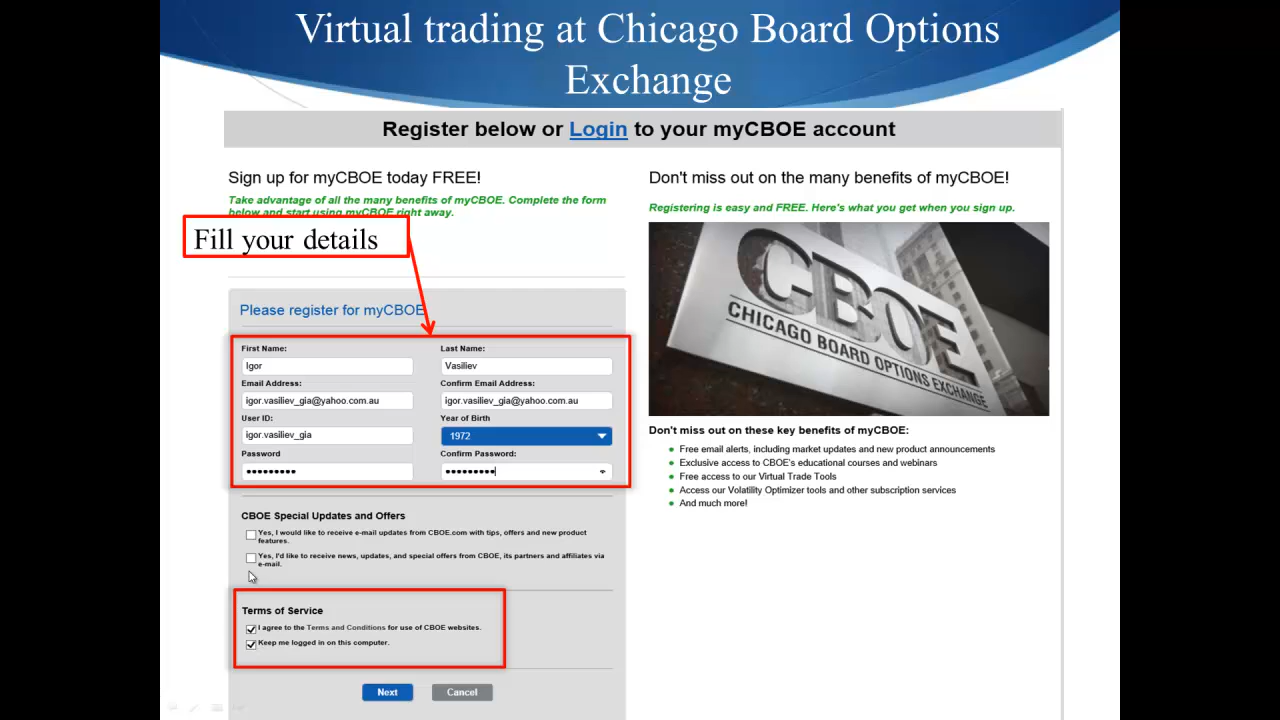 Virtual trading at Chicago Board Options
Exchange
Register below or Login to your myCBOE account
Sign up for myCBOE today FREE!
Take advantage of all the many benefits of myCBOE. Complete the form
below and start using myCBOE right away.
Fill your details
Please register for myCBOE
First Name:
Last Name:
Igor
Vasiliev
Email Address:
Confirm Email Address:
igor.vasiliev_gia@yahoo.com.au
igor.vasiliev_gia@yahoo.com.au
User ID:
Year of Birth
igor.vasiliev_gia
1972
Password
Confirm Password:
•••••••••
•••••••••
CBOE Special Updates and Offers
Yes, I would like to receive e-mail updates from CBOE.com with tips, offers and new product
features.
Yes, I'd like to receive news, updates, and special offers from CBOE, its partners and affiliates via
e-mail.
Terms of Service
I agree to the Terms and Conditions for use of CBOE websites.
Keep me logged in on this computer.
Next
Cancel
Don't miss out on the many benefits of myCBOE!
Registering is easy and FREE. Here's what you get when you sign up.
CBOE
CHICAGO BOARD OPTIONS EXCHANGE
Don't miss out on these key benefits of myCBOE:
Free email alerts, including market updates and new product announcements
Exclusive access to CBOE's educational courses and webinars
Free access to our Virtual Trade Tools
Access our Volatility Optimizer tools and other subscription services
And much more!